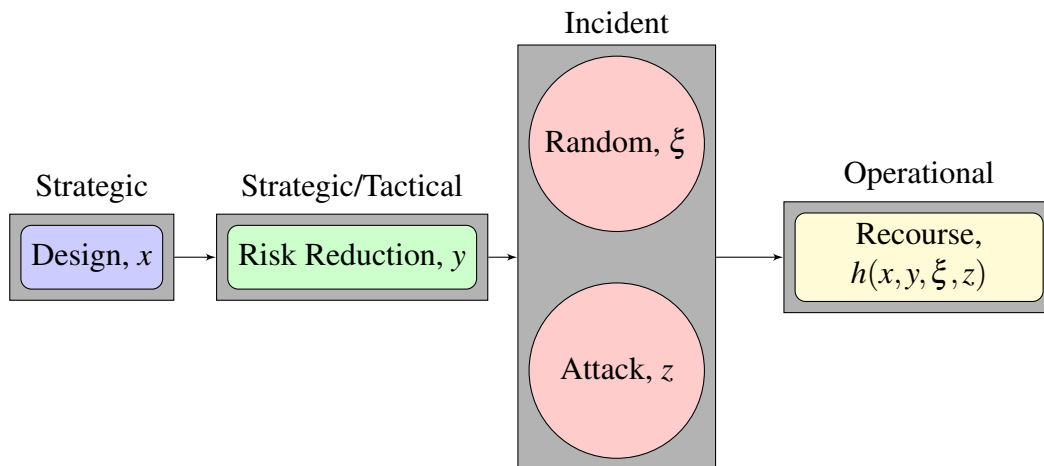 Strategic
Design, x
Strategic/Tactical
Risk Reduction, y
Incident
Random, ξ
Attack, z
Operational
Recourse,
h(x, y, ξ, z)